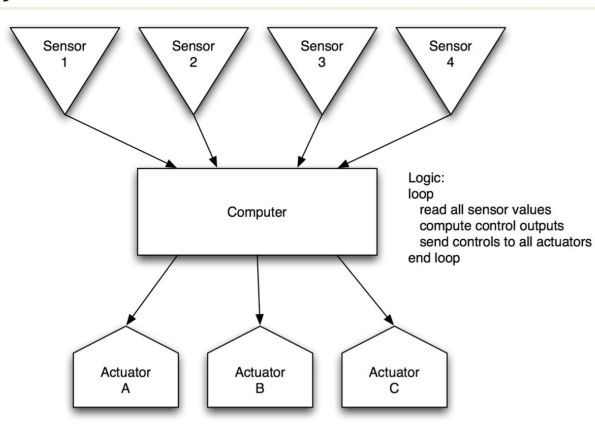 Sensor
1
Sensor
2
Sensor
3
Sensor
4
Computer
Logic:
loop
read all sensor values
compute control outputs
send controls to all actuators
end loop
Actuator
A
Actuator
B
Actuator
C